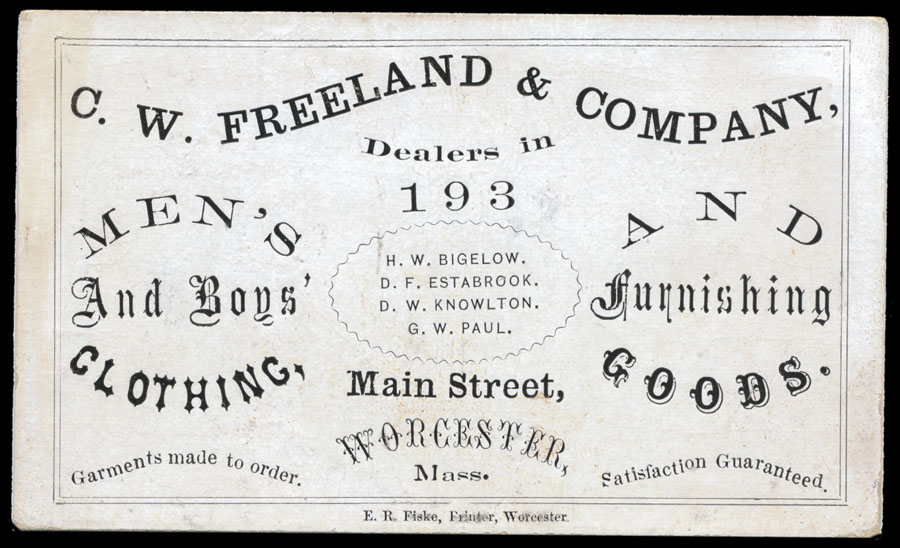 C. W. FREELAND & COMPANY,
Dealers in
MEN'S
And Boys'
CLOTHING,
AND
Furnishing
GOODS.
193
H. W. BIGELOW.
D. F. ESTABROOK.
D. W. KNOWLTON.
G. W. PAUL.
Main Street,
WORCESTER,
Mass.
Garments made to order.
Satisfaction Guaranteed.
E. R. Fiske, Printer, Worcester.